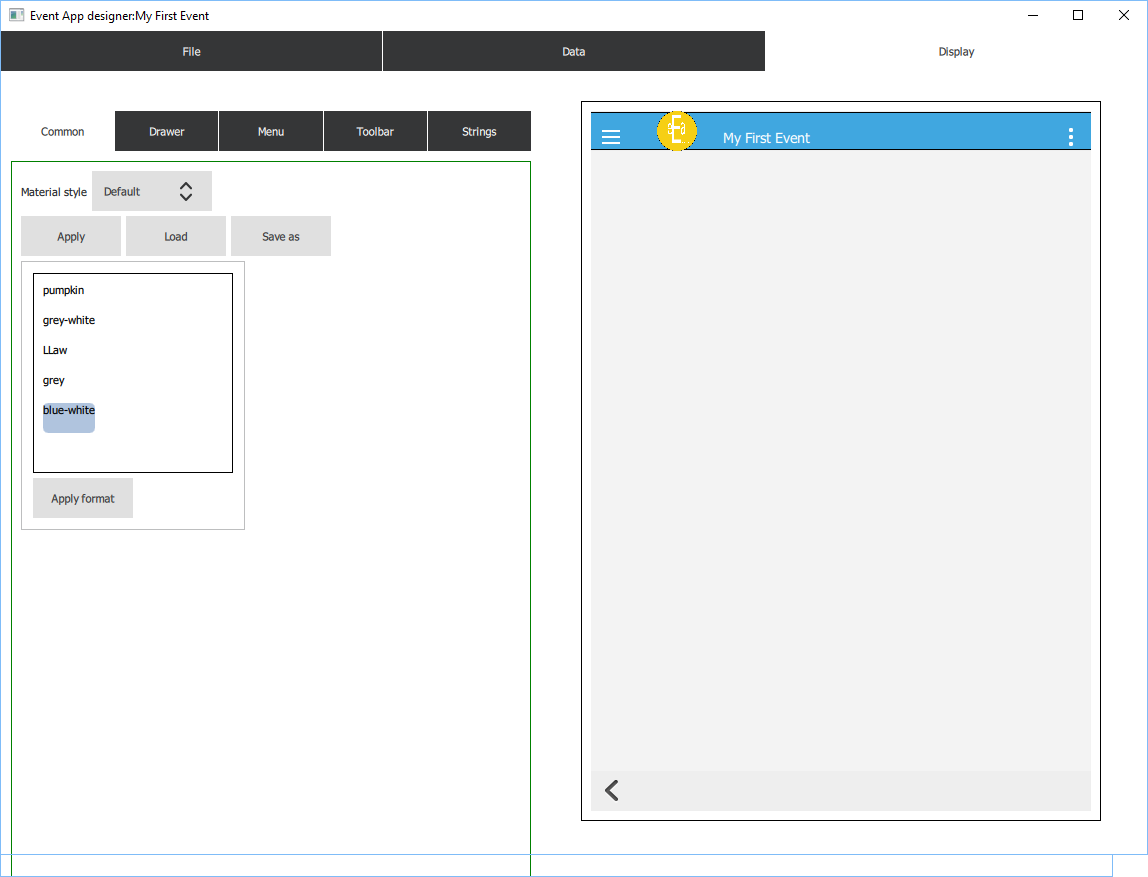 Event App designer:My First Event
File Data Display
Common Drawer Menu Toolbar Strings
Material style Default
Apply Load Save as
pumpkin
grey-white
LLaw
grey
blue-white
Apply format
My First Event